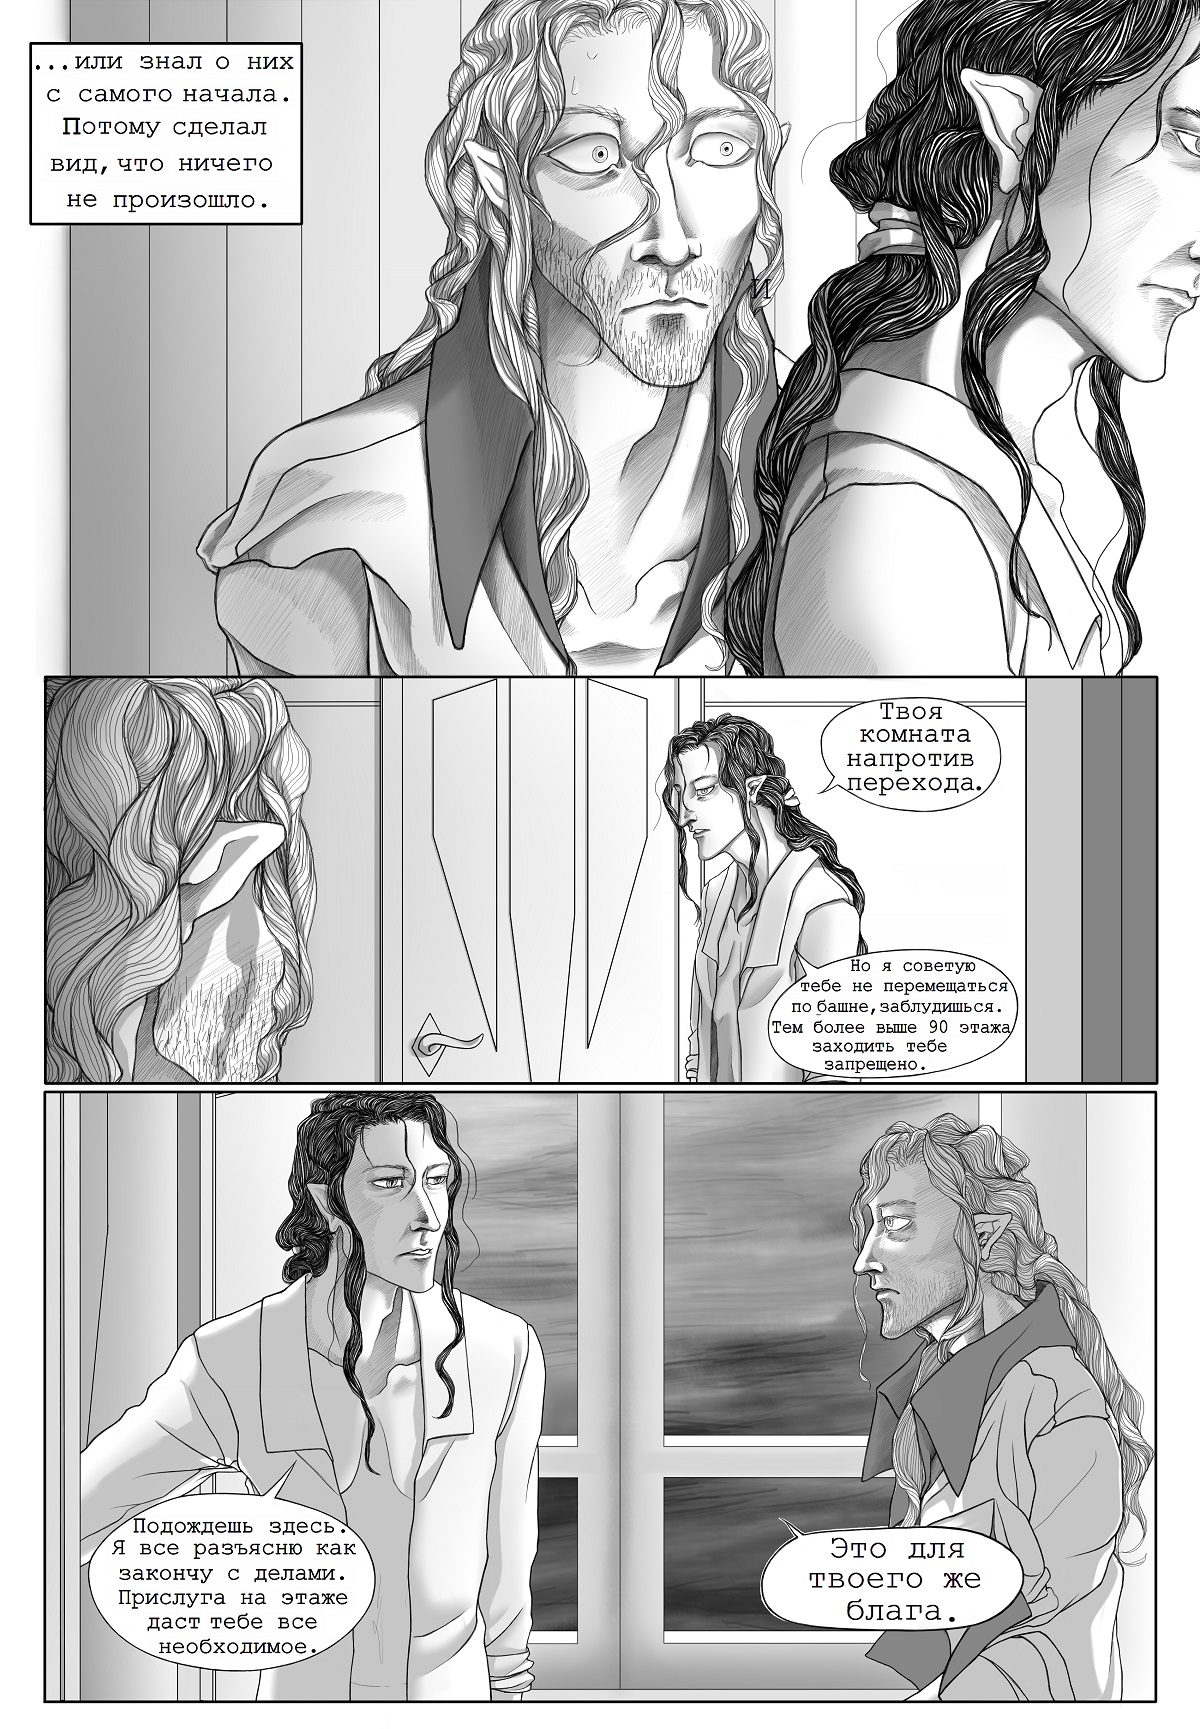 ...или знал о них
с самого начала.
Потому сделал
вид, что ничего
не произошло.
И
Твоя
комната
напротив
перехода.
Но я советую
тебе не перемещаться
по башне, заблудишься.
Тем более выше 90 этажа
заходить тебе
запрещено.
Подождешь здесь.
Я все разъясню как
закончу с делами.
Прислуга на этаже
даст тебе все
необходимое.
Это для
твоего же
блага.